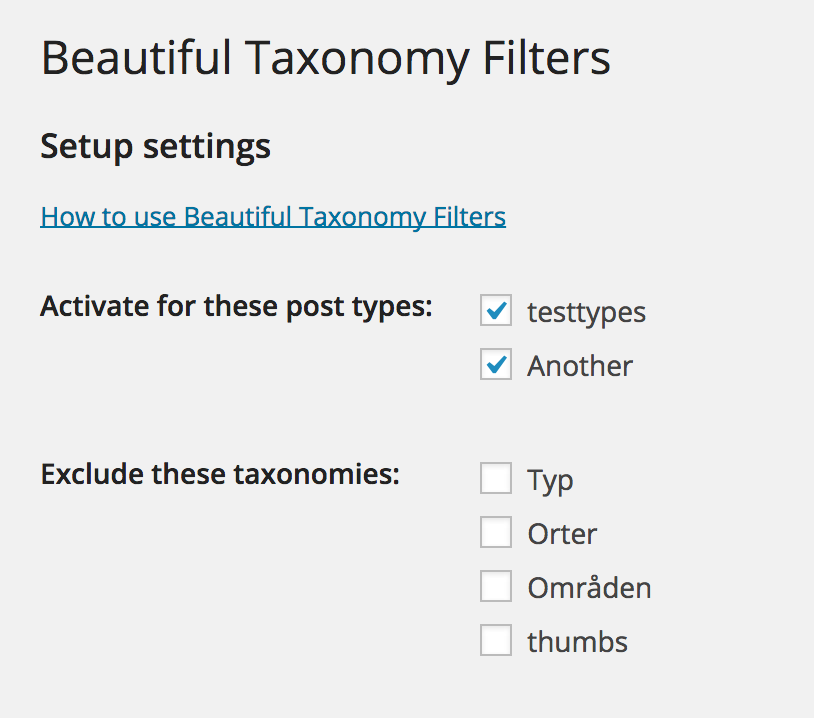 Beautiful Taxonomy Filters
Setup settings
How to use Beautiful Taxonomy Filters
Activate for these post types:
testtypes
Another
Exclude these taxonomies:
Typ
Orter
Områden
thumbs